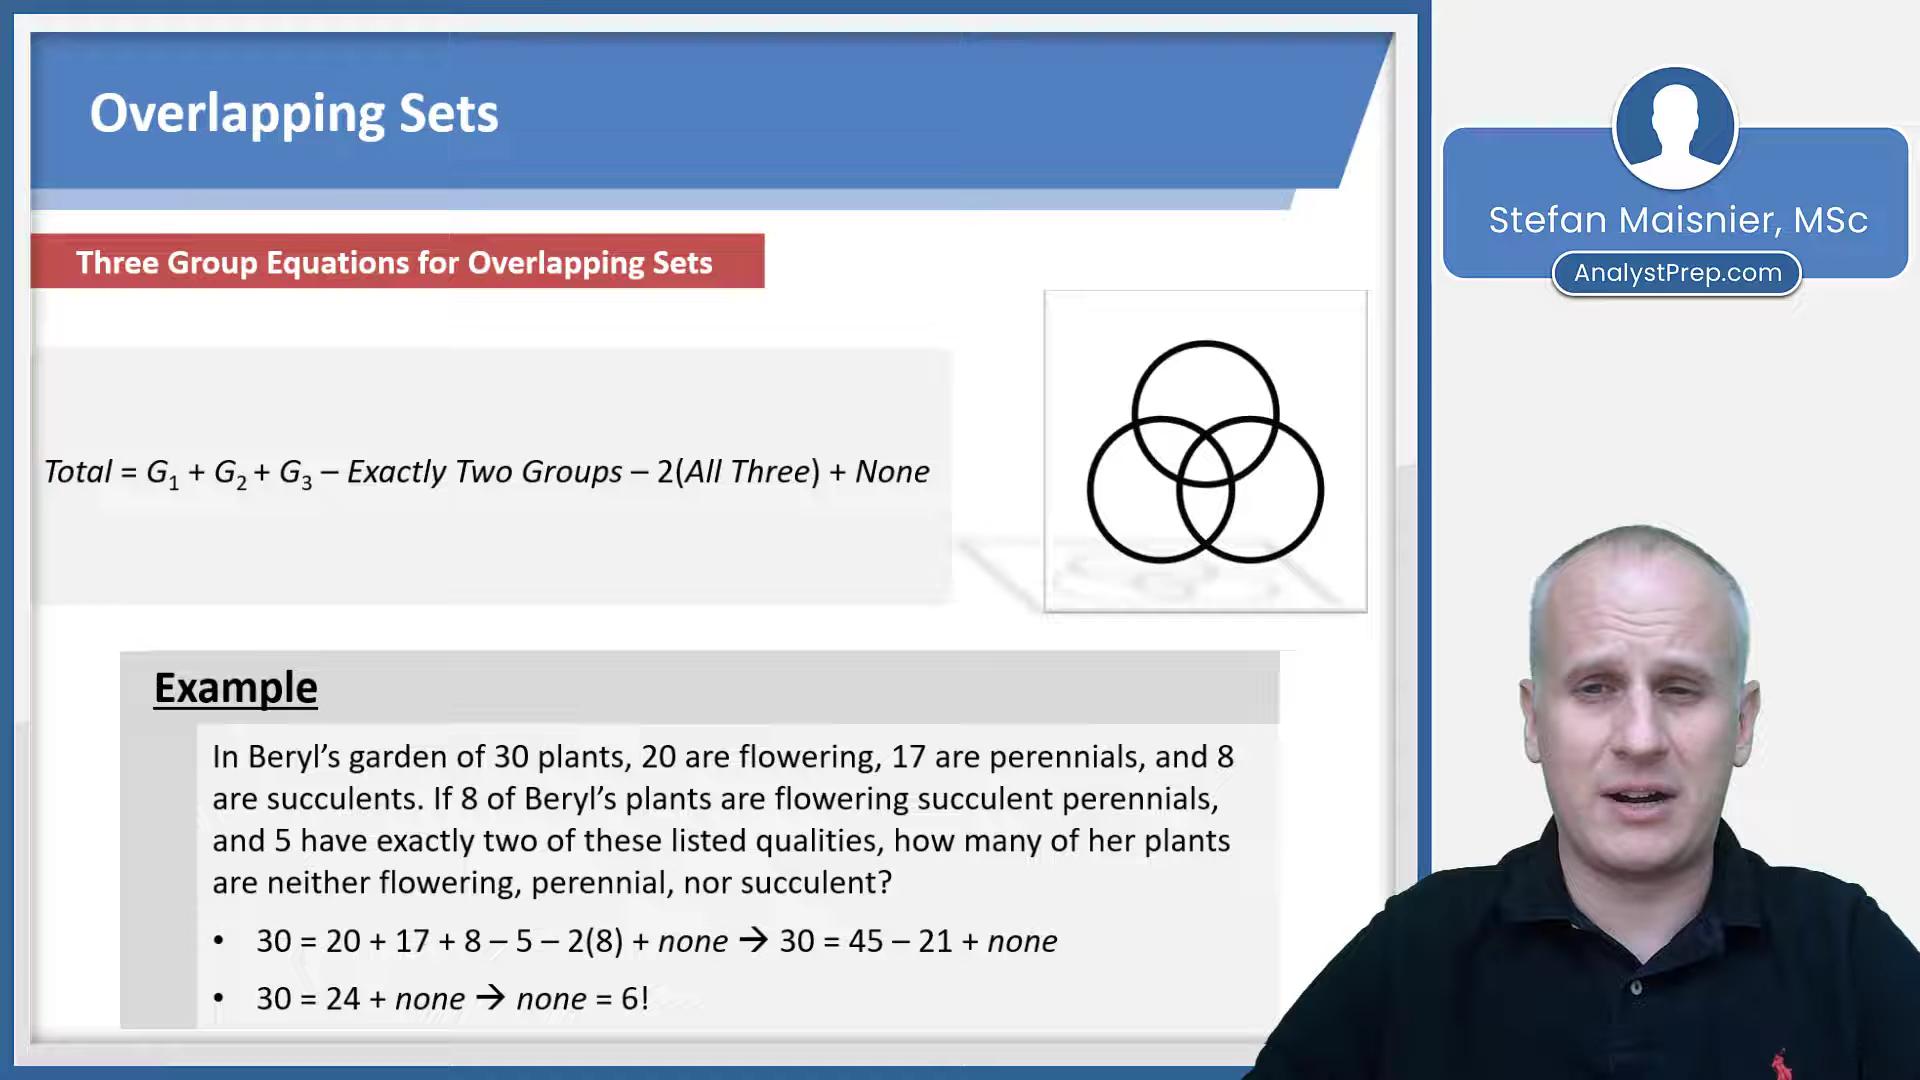 Overlapping Sets
Stefan Maisnier, MSc
AnalystPrep.com
Three Group Equations for Overlapping Sets
Total = G₁ + G₂ + G₃ – Exactly Two Groups – 2(All Three) + None
Example
In Beryl’s garden of 30 plants, 20 are flowering, 17 are perennials, and 8
are succulents. If 8 of Beryl’s plants are flowering succulent perennials,
and 5 have exactly two of these listed qualities, how many of her plants
are neither flowering, perennial, nor succulent?
• 30 = 20 + 17 + 8 – 5 – 2(8) + none → 30 = 45 – 21 + none
• 30 = 24 + none → none = 6!